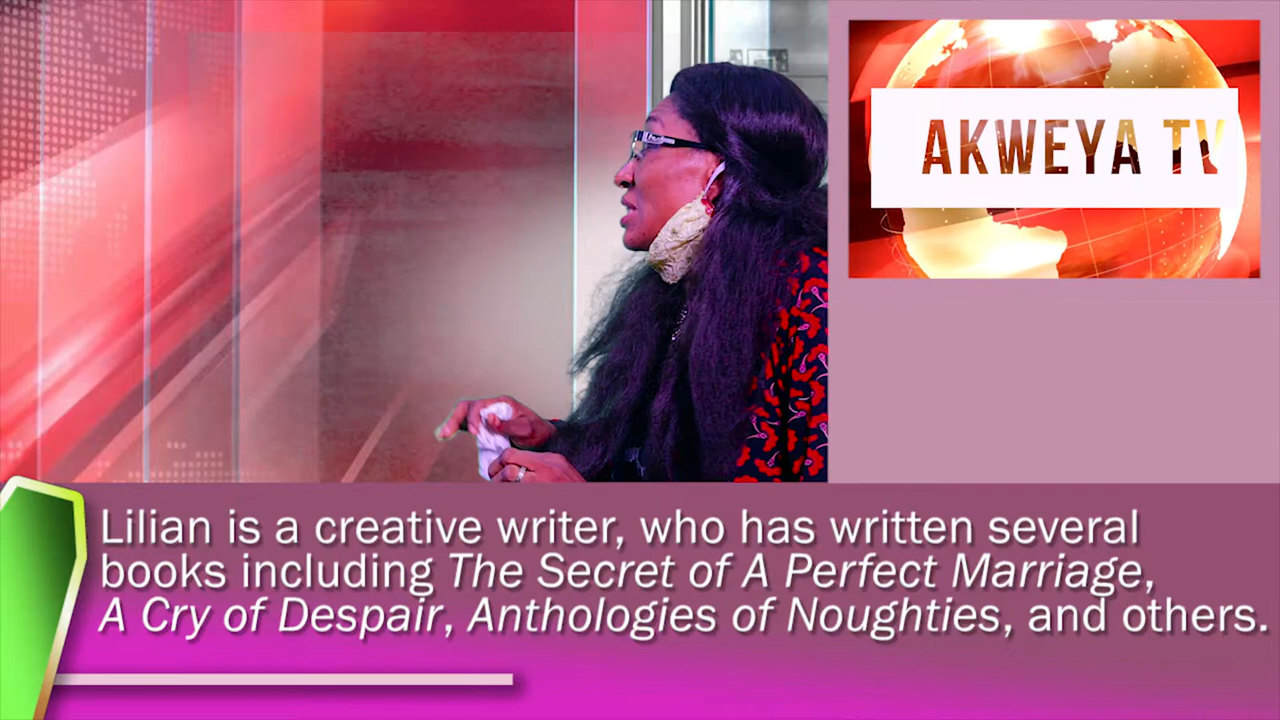 AKWEYA TV
Lilian is a creative writer, who has written several
books including The Secret of A Perfect Marriage,
A Cry of Despair, Anthologies of Noughties, and others.